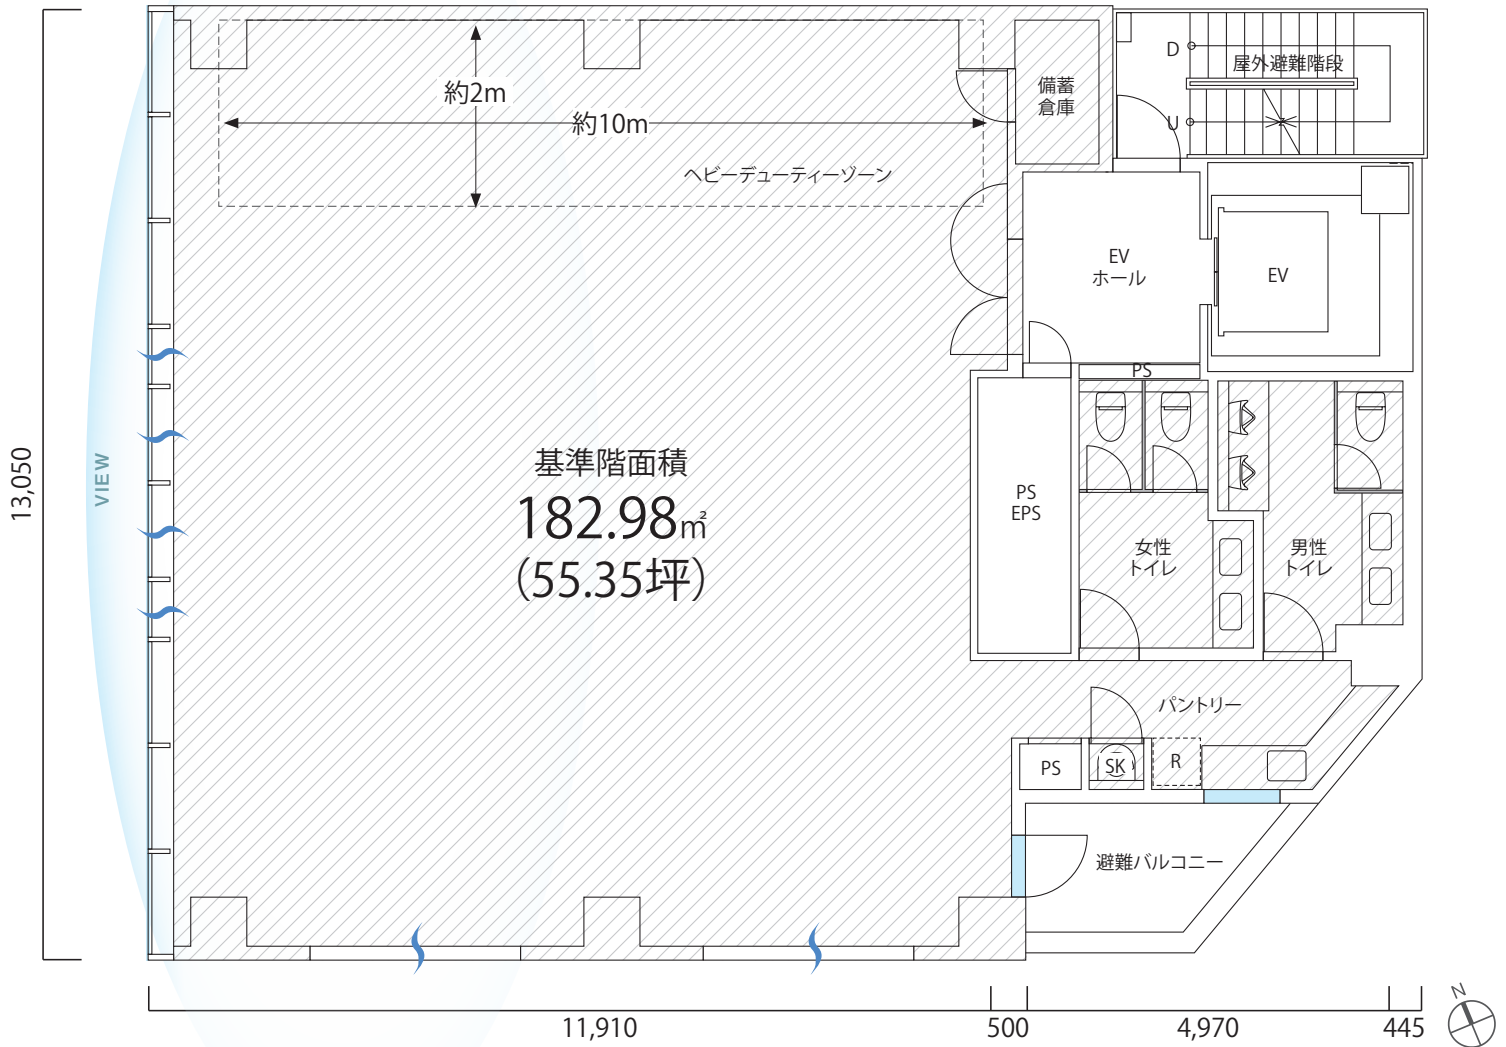 D
屋外避難階段
U
備蓄
倉庫
約2m
約10m
ヘビーデューティーゾーン
EV
ホール
EV
PS
13,050
VIEW
基準階面積
182.98㎡
（55.35坪）
PS
EPS
女性
トイレ
男性
トイレ
パントリー
PS
SK
R
避難バルコニー
11,910
500
4,970
445
N